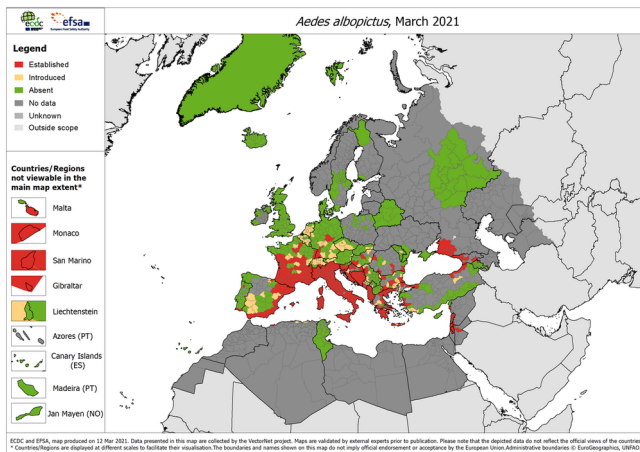 ecdc
efsa
European Food Safety Authority
Aedes albopictus, March 2021
Legend
Established
Introduced
Absent
No data
Unknown
Outside scope
Countries/Regions
not viewable in the
main map extent*
Malta
Monaco
San Marino
Gibraltar
Liechtenstein
Azores (PT)
Canary Islands
(ES)
Madeira (PT)
Jan Mayen (NO)
ECDC and EFSA, map produced on 12 Mar 2021. Data presented in this map are collected by the VectorNet project. Maps are validated by external experts prior to publication. Please note that the depicted data do not reflect the official views of the countries
* Countries/Regions are displayed at different scales to facilitate their visualisation.The boundaries and names shown on this map do not imply official endorsement or acceptance by the European Union.Administrative boundaries © EuroGeographics, UNFAO